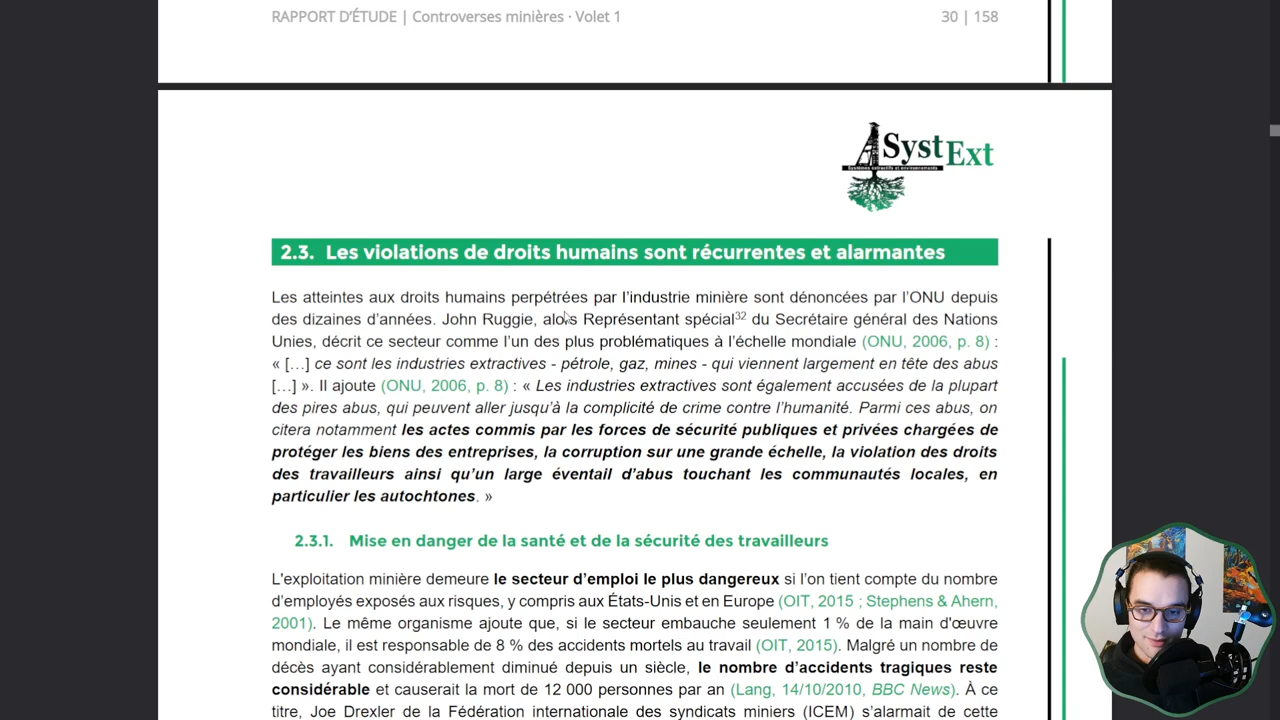 RAPPORT D'ÉTUDE | Controverses minières · Volet 1
30 | 158
SystExt
Systèmes extractifs et environnements
2.3. Les violations de droits humains sont récurrentes et alarmantes
Les atteintes aux droits humains perpétrées par l'industrie minière sont dénoncées par l'ONU depuis
des dizaines d'années. John Ruggie, alors Représentant spécial32 du Secrétaire général des Nations
Unies, décrit ce secteur comme l'un des plus problématiques à l'échelle mondiale (ONU, 2006, p. 8) :
« […] ce sont les industries extractives - pétrole, gaz, mines - qui viennent largement en tête des abus
[…] ». Il ajoute (ONU, 2006, p. 8) : « Les industries extractives sont également accusées de la plupart
des pires abus, qui peuvent aller jusqu'à la complicité de crime contre l'humanité. Parmi ces abus, on
citera notamment les actes commis par les forces de sécurité publiques et privées chargées de
protéger les biens des entreprises, la corruption sur une grande échelle, la violation des droits
des travailleurs ainsi qu'un large éventail d'abus touchant les communautés locales, en
particulier les autochtones. »
2.3.1. Mise en danger de la santé et de la sécurité des travailleurs
L'exploitation minière demeure le secteur d'emploi le plus dangereux si l'on tient compte du nombre
d'employés exposés aux risques, y compris aux États-Unis et en Europe (OIT, 2015 ; Stephens & Ahern,
2001). Le même organisme ajoute que, si le secteur embauche seulement 1 % de la main d'œuvre
mondiale, il est responsable de 8 % des accidents mortels au travail (OIT, 2015). Malgré un nombre de
décès ayant considérablement diminué depuis un siècle, le nombre d'accidents tragiques reste
considérable et causerait la mort de 12 000 personnes par an (Lang, 14/10/2010, BBC News). À ce
titre, Joe Drexler de la Fédération internationale des syndicats miniers (ICEM) s'alarmait de cette